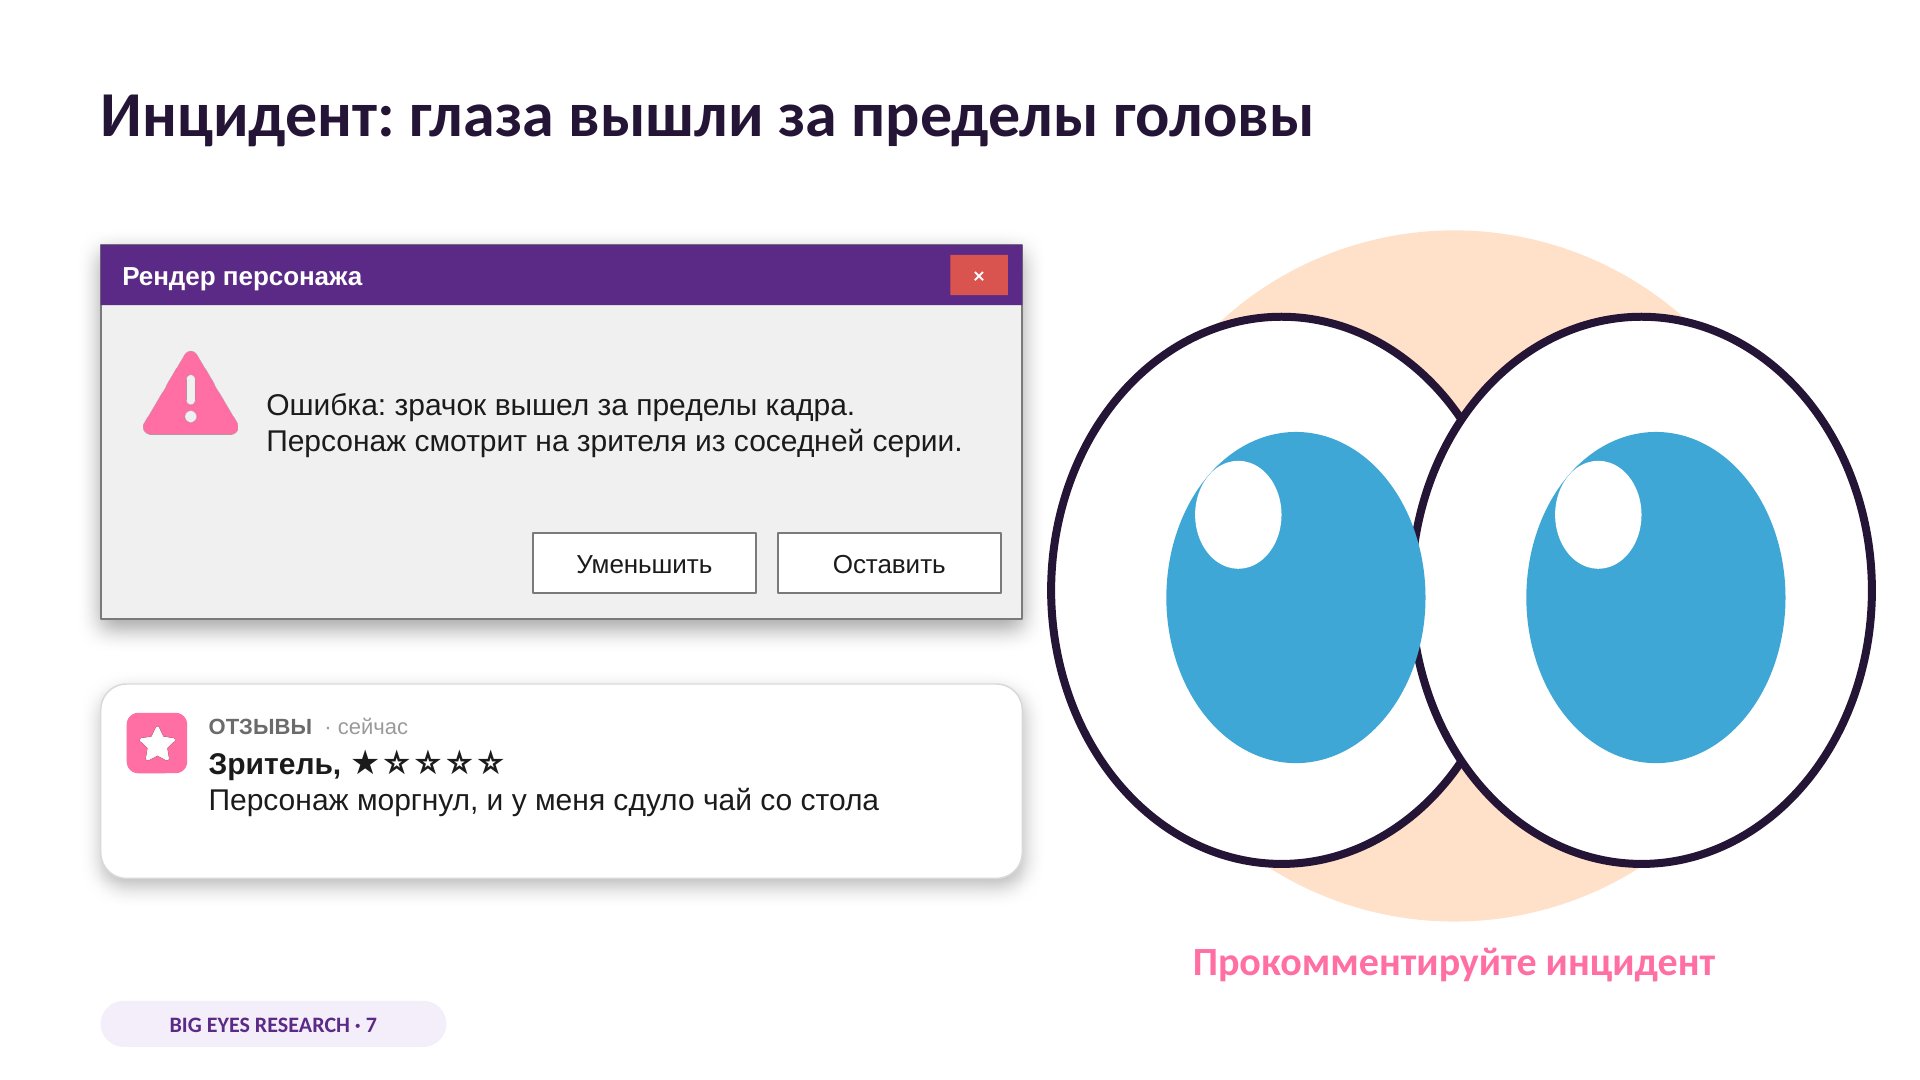 Инцидент: глаза вышли за пределы головы
Рендер персонажа
×
Ошибка: зрачок вышел за пределы кадра.
Персонаж смотрит на зрителя из соседней серии.
Уменьшить
Оставить
ОТЗЫВЫ · сейчас
Зритель, ★☆☆☆☆
Персонаж моргнул, и у меня сдуло чай со стола
Прокомментируйте инцидент
BIG EYES RESEARCH · 7